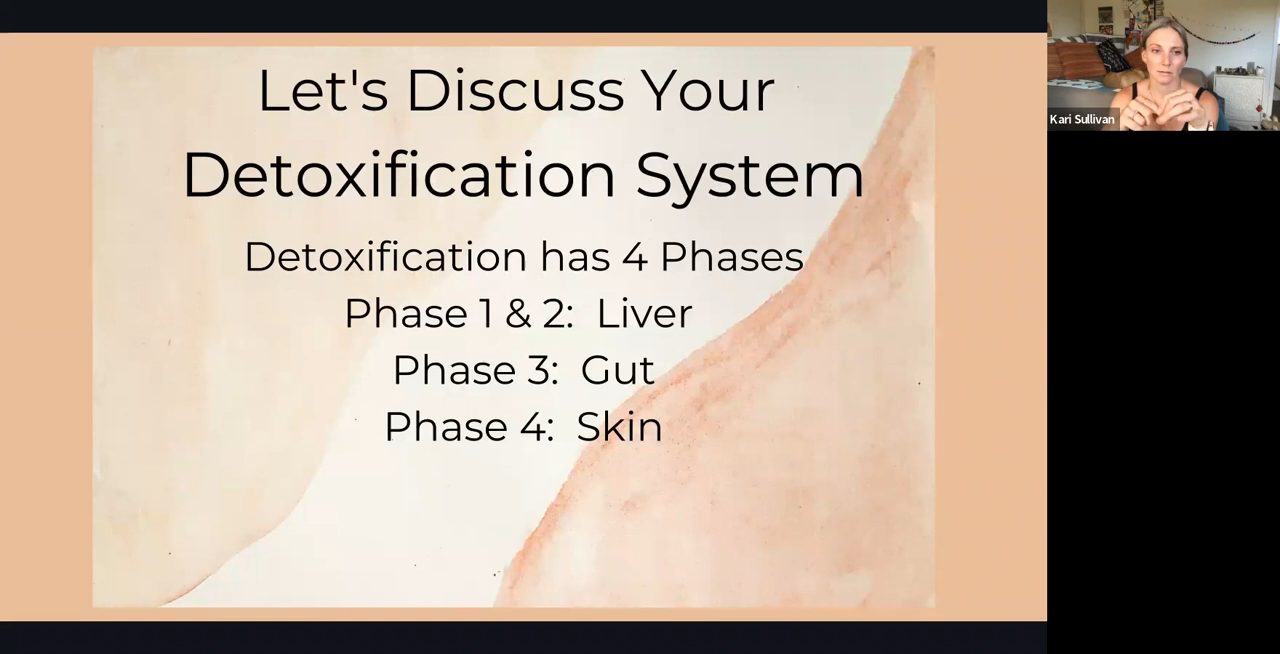 Let's Discuss Your
Detoxification System
Detoxification has 4 Phases
Phase 1 & 2: Liver
Phase 3: Gut
Phase 4: Skin
Kari Sullivan